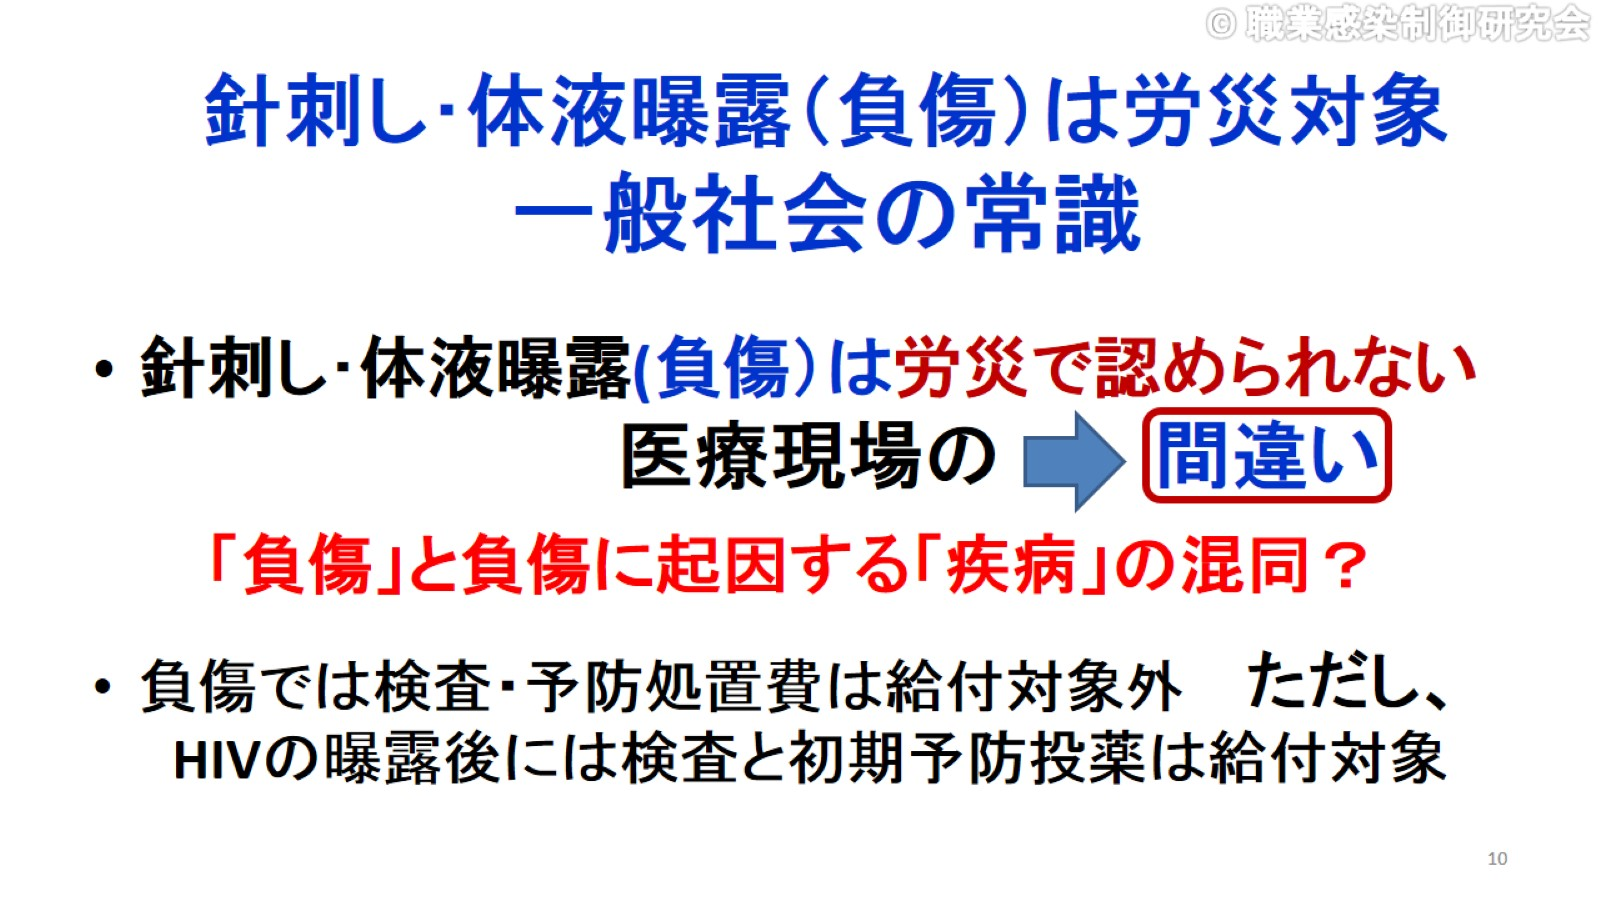 © 職業感染制御研究会
針刺し・体液曝露（負傷）は労災対象
一般社会の常識
• 針刺し・体液曝露(負傷）は労災で認められない
医療現場の 間違い
「負傷」と負傷に起因する「疾病」の混同？
• 負傷では検査・予防処置費は給付対象外 ただし、
HIVの曝露後には検査と初期予防投薬は給付対象
10